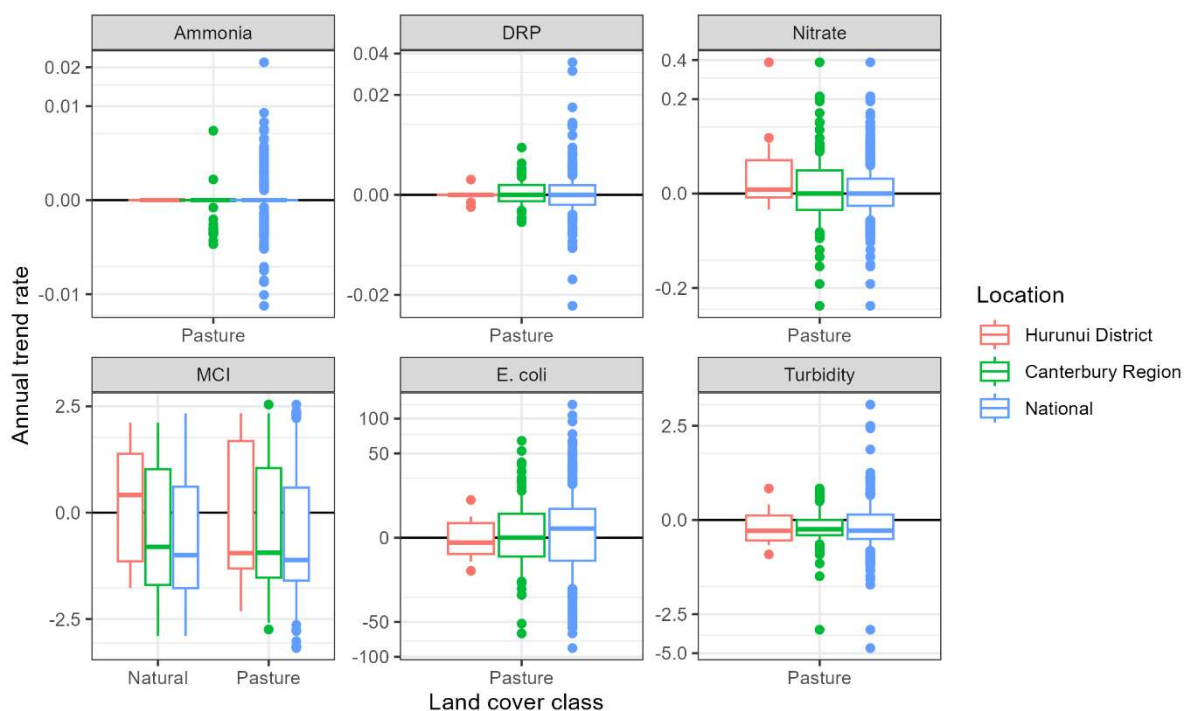 Ammonia
DRP
Nitrate
0.02
0.01
0.00
-0.01
0.04
0.02
0.00
-0.02
0.4
0.2
0.0
-0.2
Pasture
Pasture
Pasture
Annual trend rate
MCI
E. coli
Turbidity
2.5
0.0
-2.5
100
50
0
-50
-100
2.5
0.0
-2.5
-5.0
Natural
Pasture
Pasture
Pasture
Land cover class
Location
Hurunui District
Canterbury Region
National